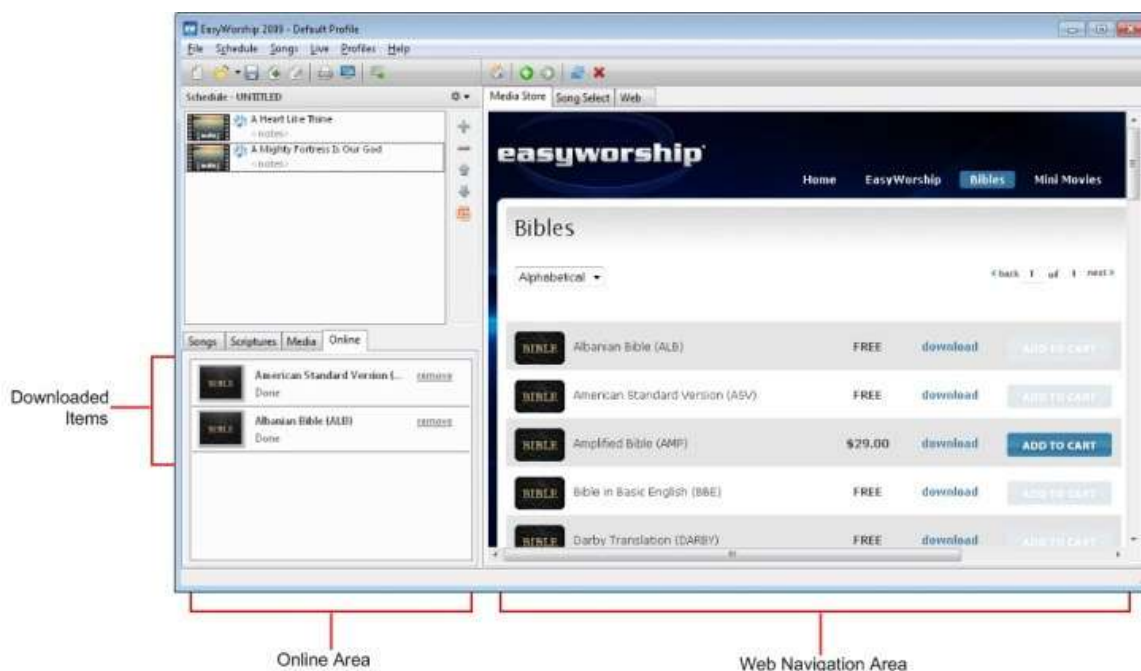 EasyWorship 2009 - Default Profile
File Schedule Songs Live Profiles Help
Schedule - UNTITLED
A Heart Like Thine
<notes>
A Mighty Fortress Is Our God
<notes>
Songs Scriptures Media Online
BIBLE American Standard Version (... remove
Done
BIBLE Albanian Bible (ALB) remove
Done
Media Store Song Select Web
easyworship
Home EasyWorship Bibles Mini Movies
Bibles
Alphabetical
back 1 of 1 next
BIBLE Albanian Bible (ALB) FREE download ADD TO CART
BIBLE American Standard Version (ASV) FREE download ADD TO CART
BIBLE Amplified Bible (AMP) $29.00 download ADD TO CART
BIBLE Bible in Basic English (BBE) FREE download ADD TO CART
BIBLE Darby Translation (DARBY) FREE download ADD TO CART
Downloaded
Items
Online Area
Web Navigation Area